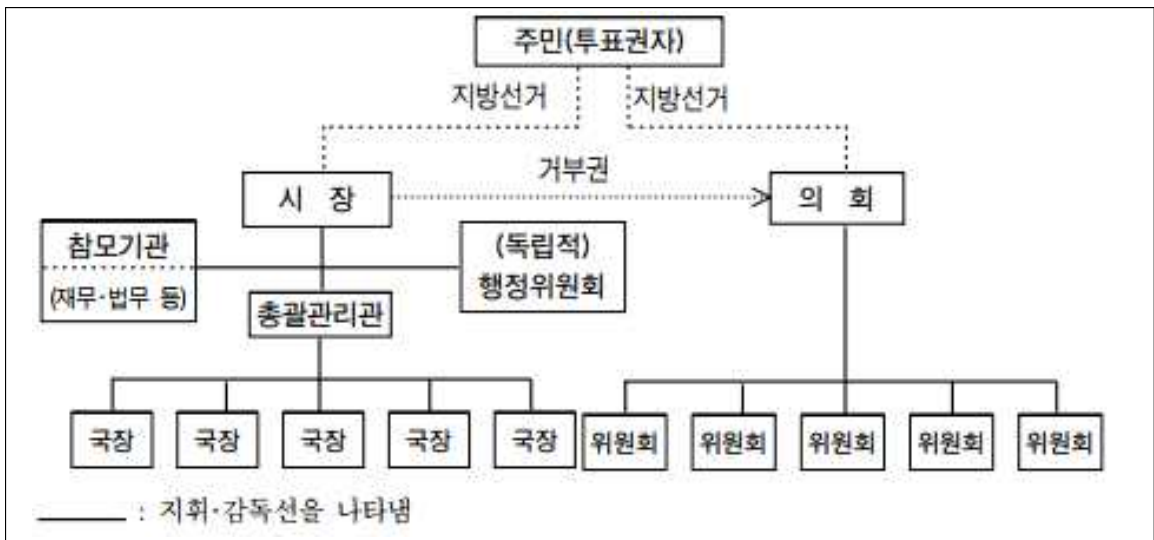 주민(투표권자)
지방선거
지방선거
거부권
시 장
의 회
참모기관
(재무·법무 등)
(독립적)
행정위원회
총괄관리관
국장
국장
국장
국장
국장
위원회
위원회
위원회
위원회
위원회
: 지휘·감독선을 나타냄